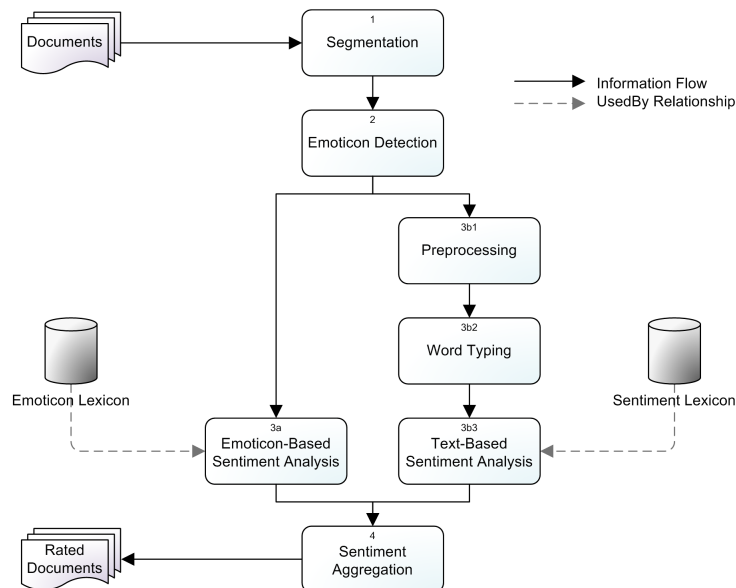 Documents
1
Segmentation
Information Flow
UsedBy Relationship
2
Emoticon Detection
3b1
Preprocessing
3b2
Word Typing
Emoticon Lexicon
Sentiment Lexicon
3a
Emoticon-Based
Sentiment Analysis
3b3
Text-Based
Sentiment Analysis
4
Sentiment
Aggregation
Rated
Documents